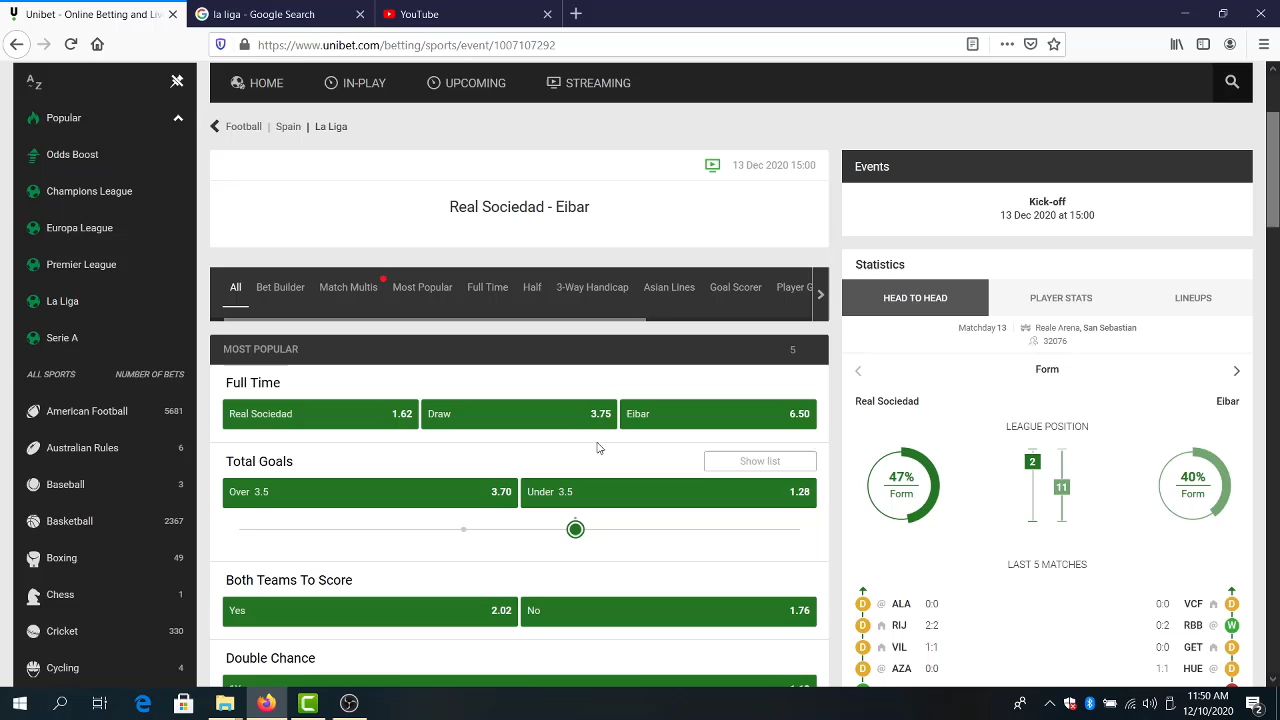 Unibet - Online Betting and Live
la liga - Google Search
YouTube
https://www.unibet.com/betting/sports/event/1007107292
A Z
Popular
Odds Boost
Champions League
Europa League
Premier League
La Liga
Serie A
ALL SPORTS NUMBER OF BETS
American Football 5681
Australian Rules 6
Baseball 3
Basketball 2367
Boxing 49
Chess 1
Cricket 330
Cycling 4
HOME IN-PLAY UPCOMING STREAMING
Football | Spain | La Liga
13 Dec 2020 15:00
Real Sociedad - Eibar
All Bet Builder Match Multis Most Popular Full Time Half 3-Way Handicap Asian Lines Goal Scorer Player G
MOST POPULAR 5
Full Time
Real Sociedad 1.62 Draw 3.75 Eibar 6.50
Total Goals Show list
Over 3.5 3.70 Under 3.5 1.28
Both Teams To Score
Yes 2.02 No 1.76
Double Chance
Events
Kick-off
13 Dec 2020 at 15:00
Statistics
HEAD TO HEAD PLAYER STATS LINEUPS
Matchday 13 Reale Arena, San Sebastian
32076
Form
Real Sociedad Eibar
LEAGUE POSITION
47% Form 2 11 40% Form
LAST 5 MATCHES
D @ ALA 0:0 0:0 VCF D
D RIJ 2:2 0:2 RBB @ W
D VIL 1:1 0:0 GET D
D @ AZA 0:0 1:1 HUE @ D
11:50 AM
12/10/2020
2